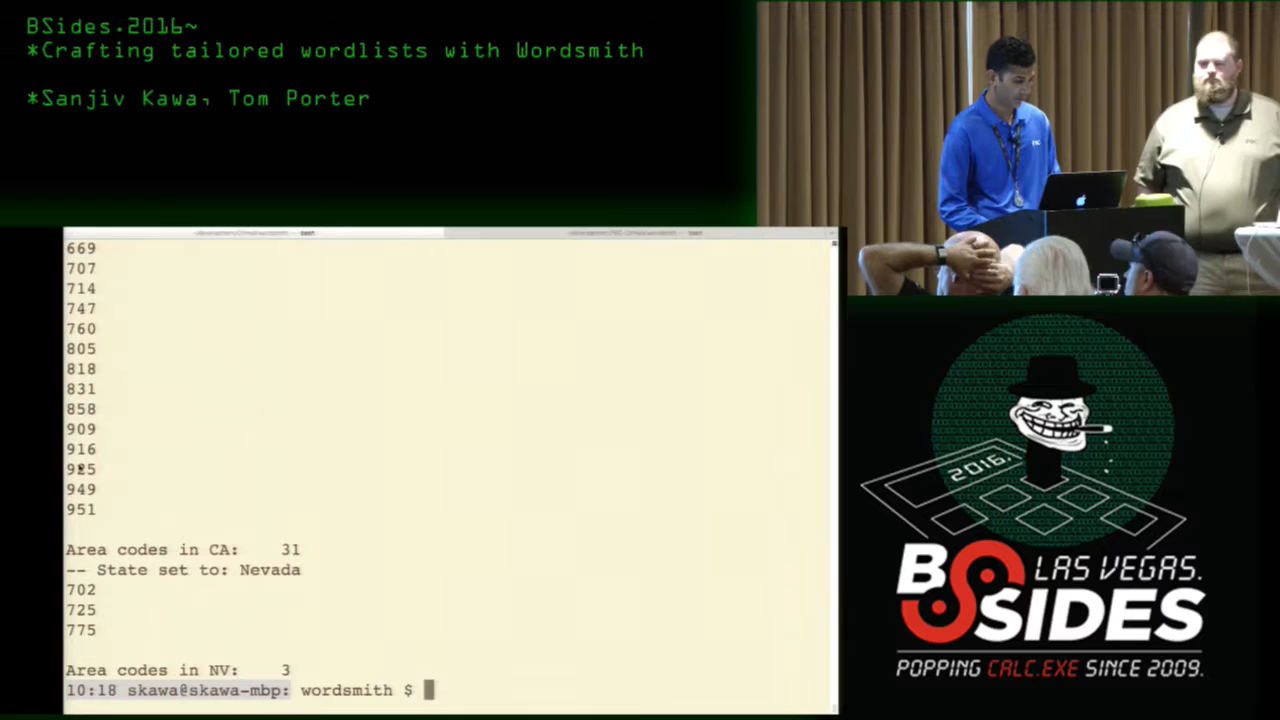 BSides.2016~
*Crafting tailored wordlists with Wordsmith
*Sanjiv Kawa, Tom Porter
669
707
714
747
760
805
818
831
858
909
916
925
949
951
Area codes in CA: 31
-- State set to: Nevada
702
725
775
Area codes in NV: 3
10:18 skawa@skawa-mbp: wordsmith $
2016.
BSIDES
LAS VEGAS.
POPPING CALC.EXE SINCE 2009.